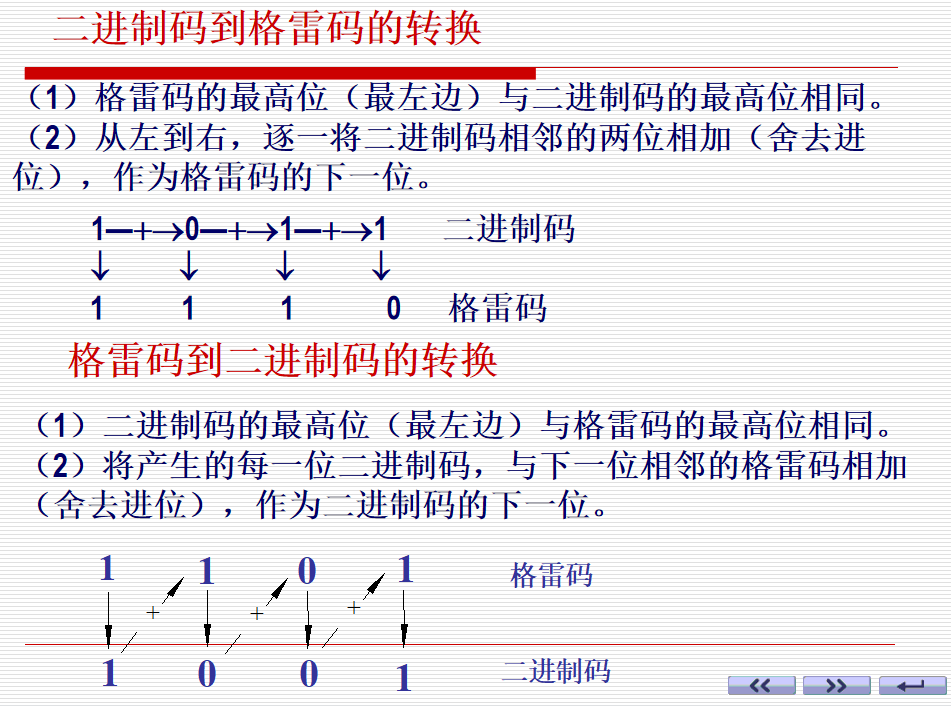 二进制码到格雷码的转换
（1）格雷码的最高位（最左边）与二进制码的最高位相同。
（2）从左到右，逐一将二进制码相邻的两位相加（舍去进
位），作为格雷码的下一位。
1—+→0—+→1—+→1 二进制码
↓ ↓ ↓ ↓
1 1 1 0 格雷码
格雷码到二进制码的转换
（1）二进制码的最高位（最左边）与格雷码的最高位相同。
（2）将产生的每一位二进制码，与下一位相邻的格雷码相加
（舍去进位），作为二进制码的下一位。
1 1 0 1 格雷码
+ + +
1 0 0 1 二进制码